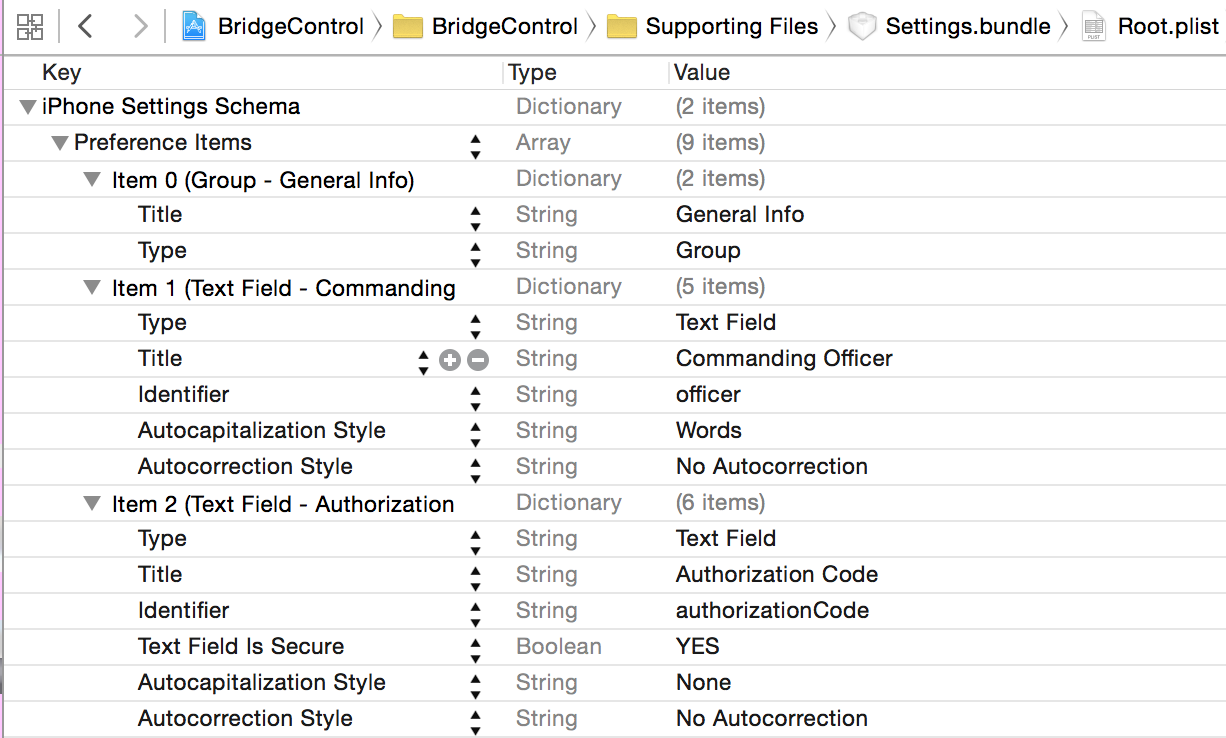 BridgeControl BridgeControl Supporting Files Settings.bundle Root.plist
Key Type Value
iPhone Settings Schema Dictionary (2 items)
Preference Items Array (9 items)
Item 0 (Group - General Info) Dictionary (2 items)
Title String General Info
Type String Group
Item 1 (Text Field - Commanding Dictionary (5 items)
Type String Text Field
Title String Commanding Officer
Identifier String officer
Autocapitalization Style String Words
Autocorrection Style String No Autocorrection
Item 2 (Text Field - Authorization Dictionary (6 items)
Type String Text Field
Title String Authorization Code
Identifier String authorizationCode
Text Field Is Secure Boolean YES
Autocapitalization Style String None
Autocorrection Style String No Autocorrection